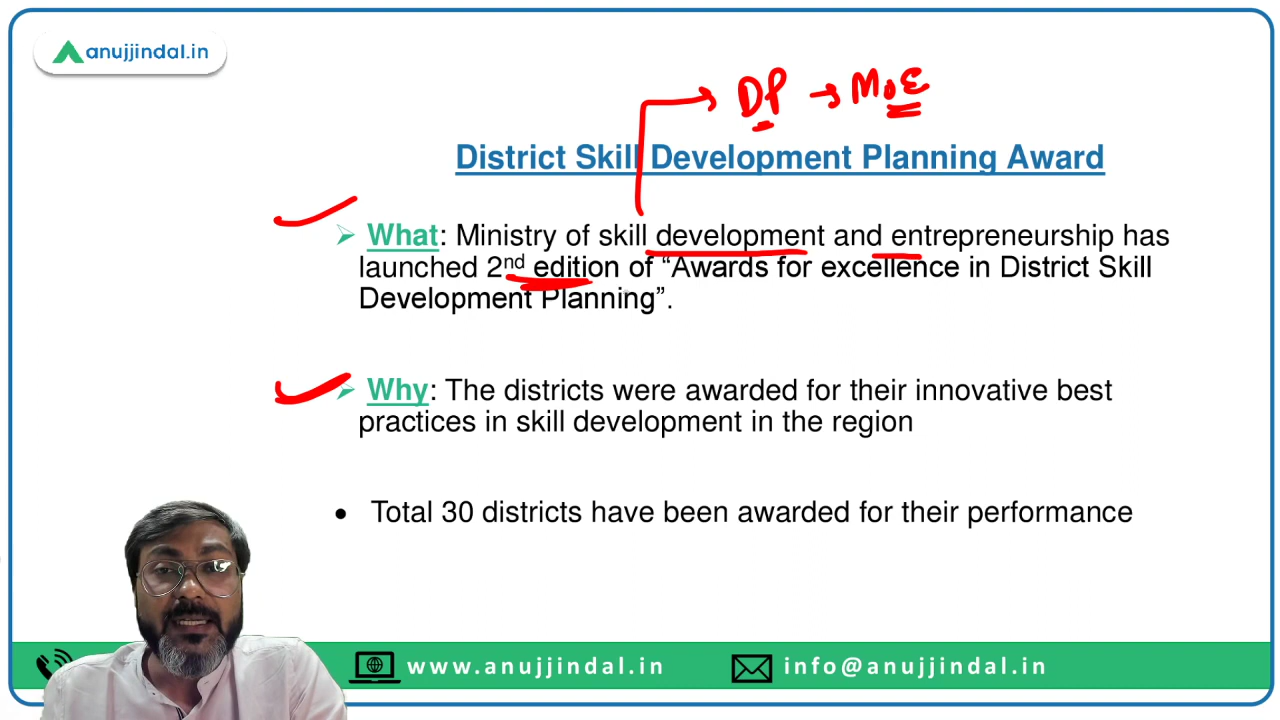 anujjindal.in
DP → MoE
District Skill Development Planning Award
➢ What: Ministry of skill development and entrepreneurship has
launched 2nd edition of “Awards for excellence in District Skill
Development Planning”.
➢ Why: The districts were awarded for their innovative best
practices in skill development in the region
• Total 30 districts have been awarded for their performance
www.anujjindal.in
info@anujjindal.in